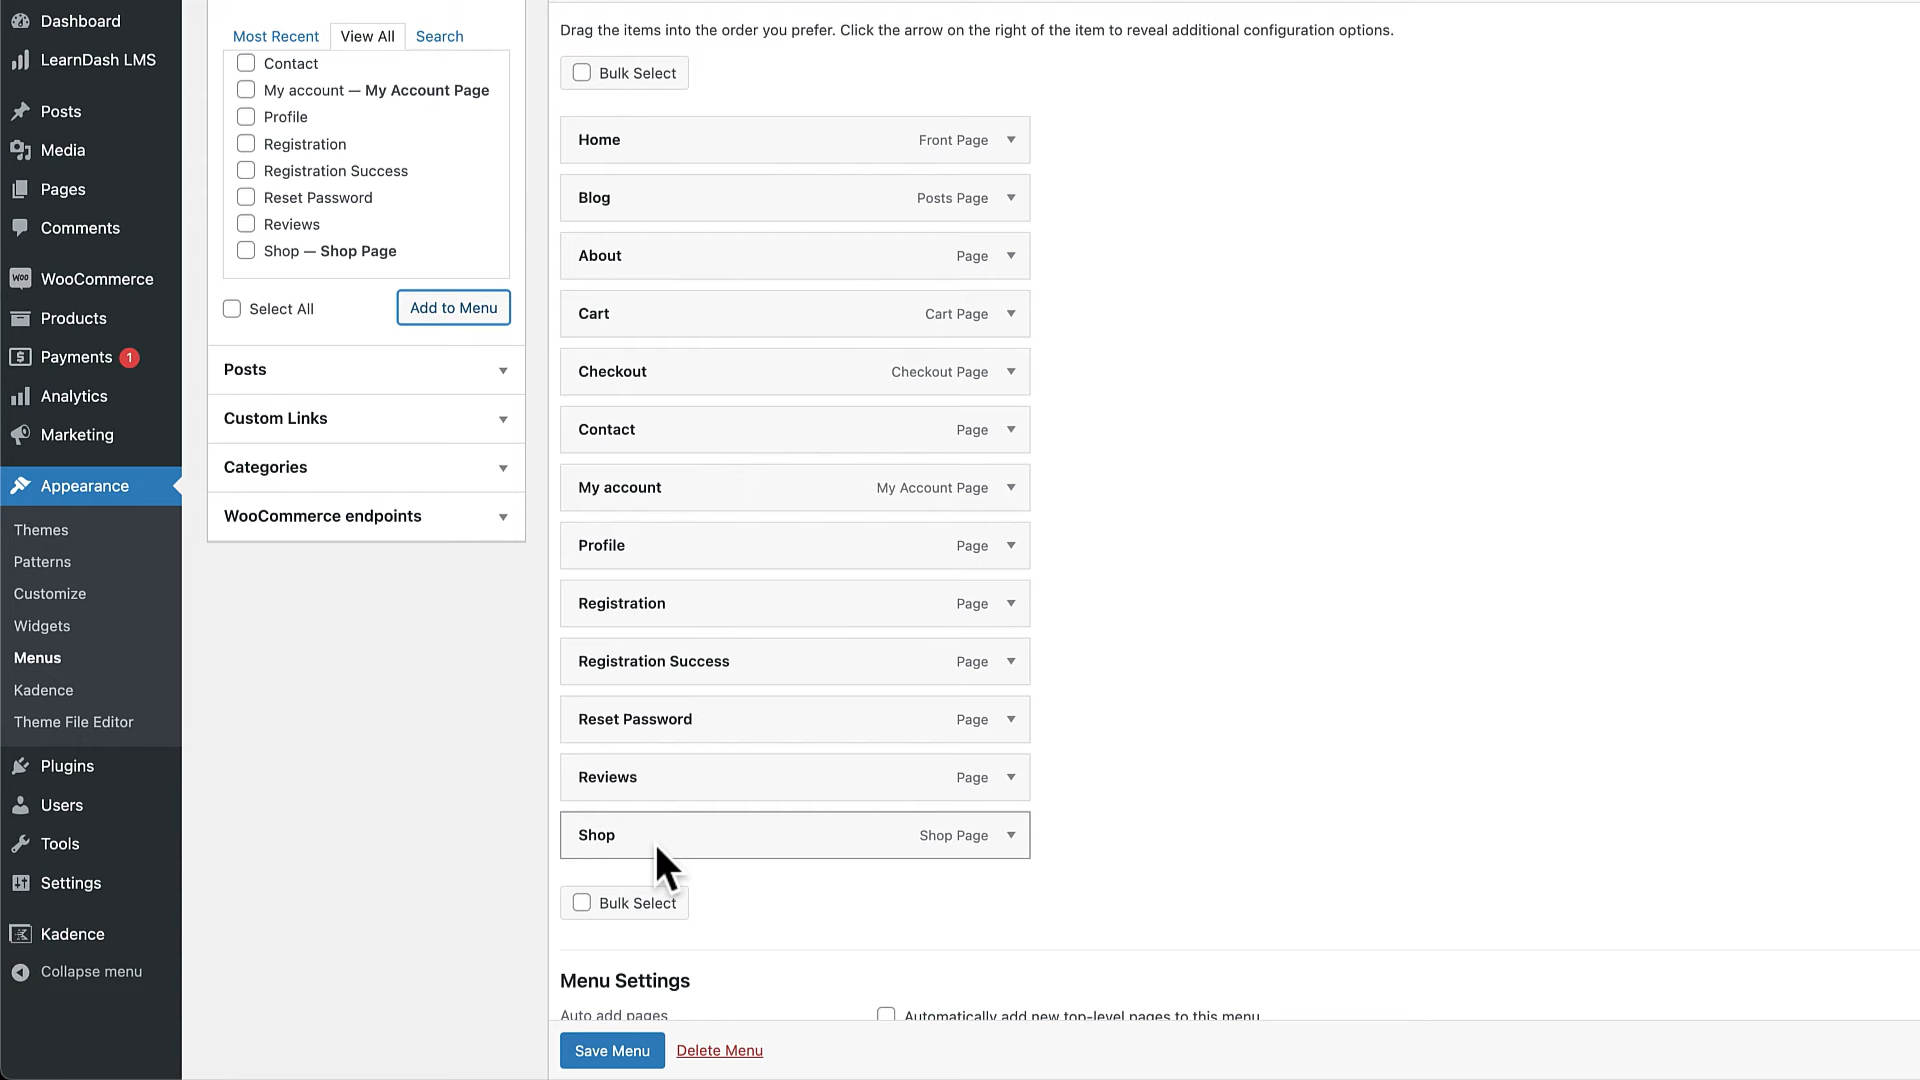 Dashboard
LearnDash LMS
Posts
Media
Pages
Comments
WooCommerce
Products
Payments 1
Analytics
Marketing
Appearance
Themes
Patterns
Customize
Widgets
Menus
Kadence
Theme File Editor
Plugins
Users
Tools
Settings
Kadence
Collapse menu
Most Recent View All Search
Contact
My account — My Account Page
Profile
Registration
Registration Success
Reset Password
Reviews
Shop — Shop Page
Select All Add to Menu
Posts
Custom Links
Categories
WooCommerce endpoints
Drag the items into the order you prefer. Click the arrow on the right of the item to reveal additional configuration options.
Bulk Select
Home Front Page
Blog Posts Page
About Page
Cart Cart Page
Checkout Checkout Page
Contact Page
My account My Account Page
Profile Page
Registration Page
Registration Success Page
Reset Password Page
Reviews Page
Shop Shop Page
Bulk Select
Menu Settings
Auto add pages Automatically add new top-level pages to this menu
Save Menu Delete Menu